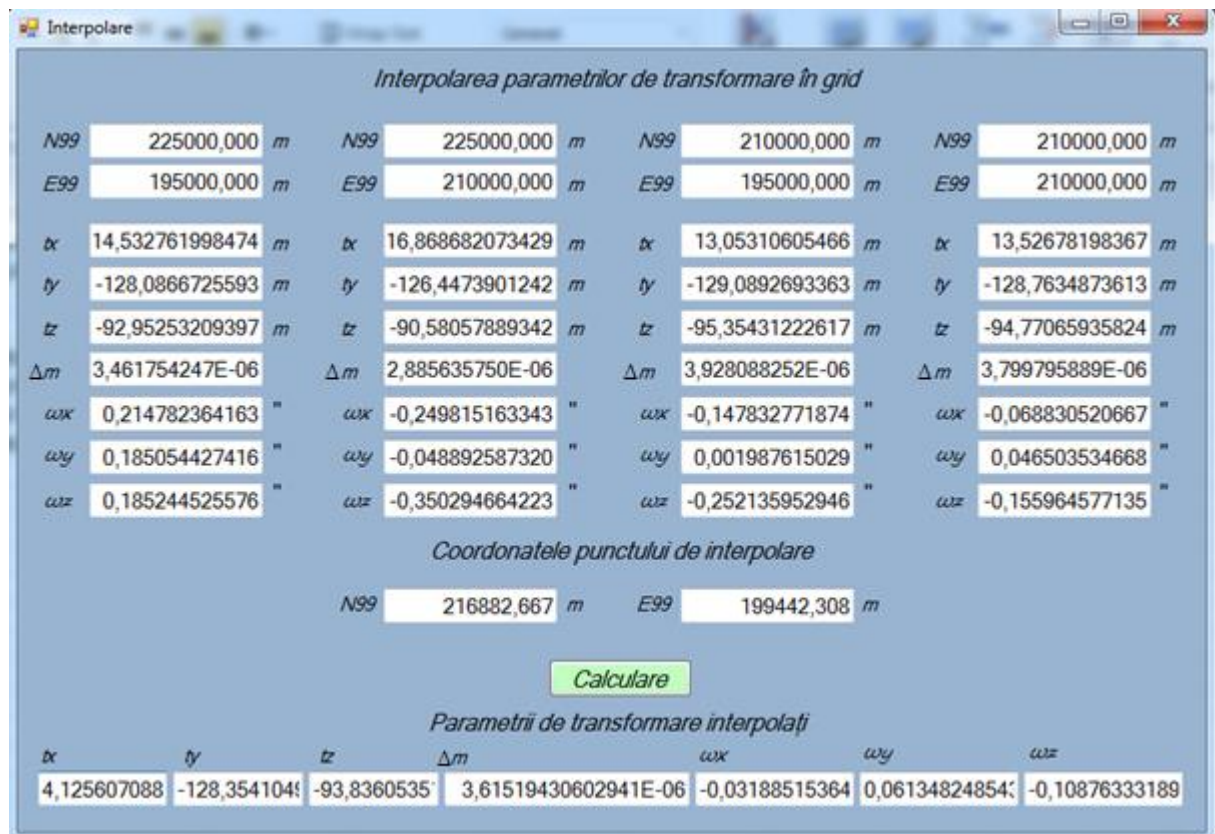 Interpolare
Interpolarea parametrilor de transformare în grid
N99 225000,000 m N99 225000,000 m N99 210000,000 m N99 210000,000 m
E99 195000,000 m E99 210000,000 m E99 195000,000 m E99 210000,000 m
tx 14,532761998474 m tx 16,868682073429 m tx 13,05310605466 m tx 13,52678198367 m
ty -128,0866725593 m ty -126,4473901242 m ty -129,0892693363 m ty -128,7634873613 m
tz -92,95253209397 m tz -90,58057889342 m tz -95,35431222617 m tz -94,77065935824 m
Δm 3,461754247E-06 Δm 2,885635750E-06 Δm 3,928088252E-06 Δm 3,799795889E-06
ωx 0,214782364163 " ωx -0,249815163343 " ωx -0,147832771874 " ωx -0,068830520667 "
ωy 0,185054427416 " ωy -0,048892587320 " ωy 0,001987615029 " ωy 0,046503534668 "
ωz 0,185244525576 " ωz -0,350294664223 " ωz -0,252135952946 " ωz -0,155964577135 "
Coordonatele punctului de interpolare
N99 216882,667 m E99 199442,308 m
Calculare
Parametrii de transformare interpolați
tx ty tz Δm ωx ωy ωz
4,125607088 -128,3541049 -93,8360535 3,61519430602941E-06 -0,03188515364 0,06134824854 -0,10876333189